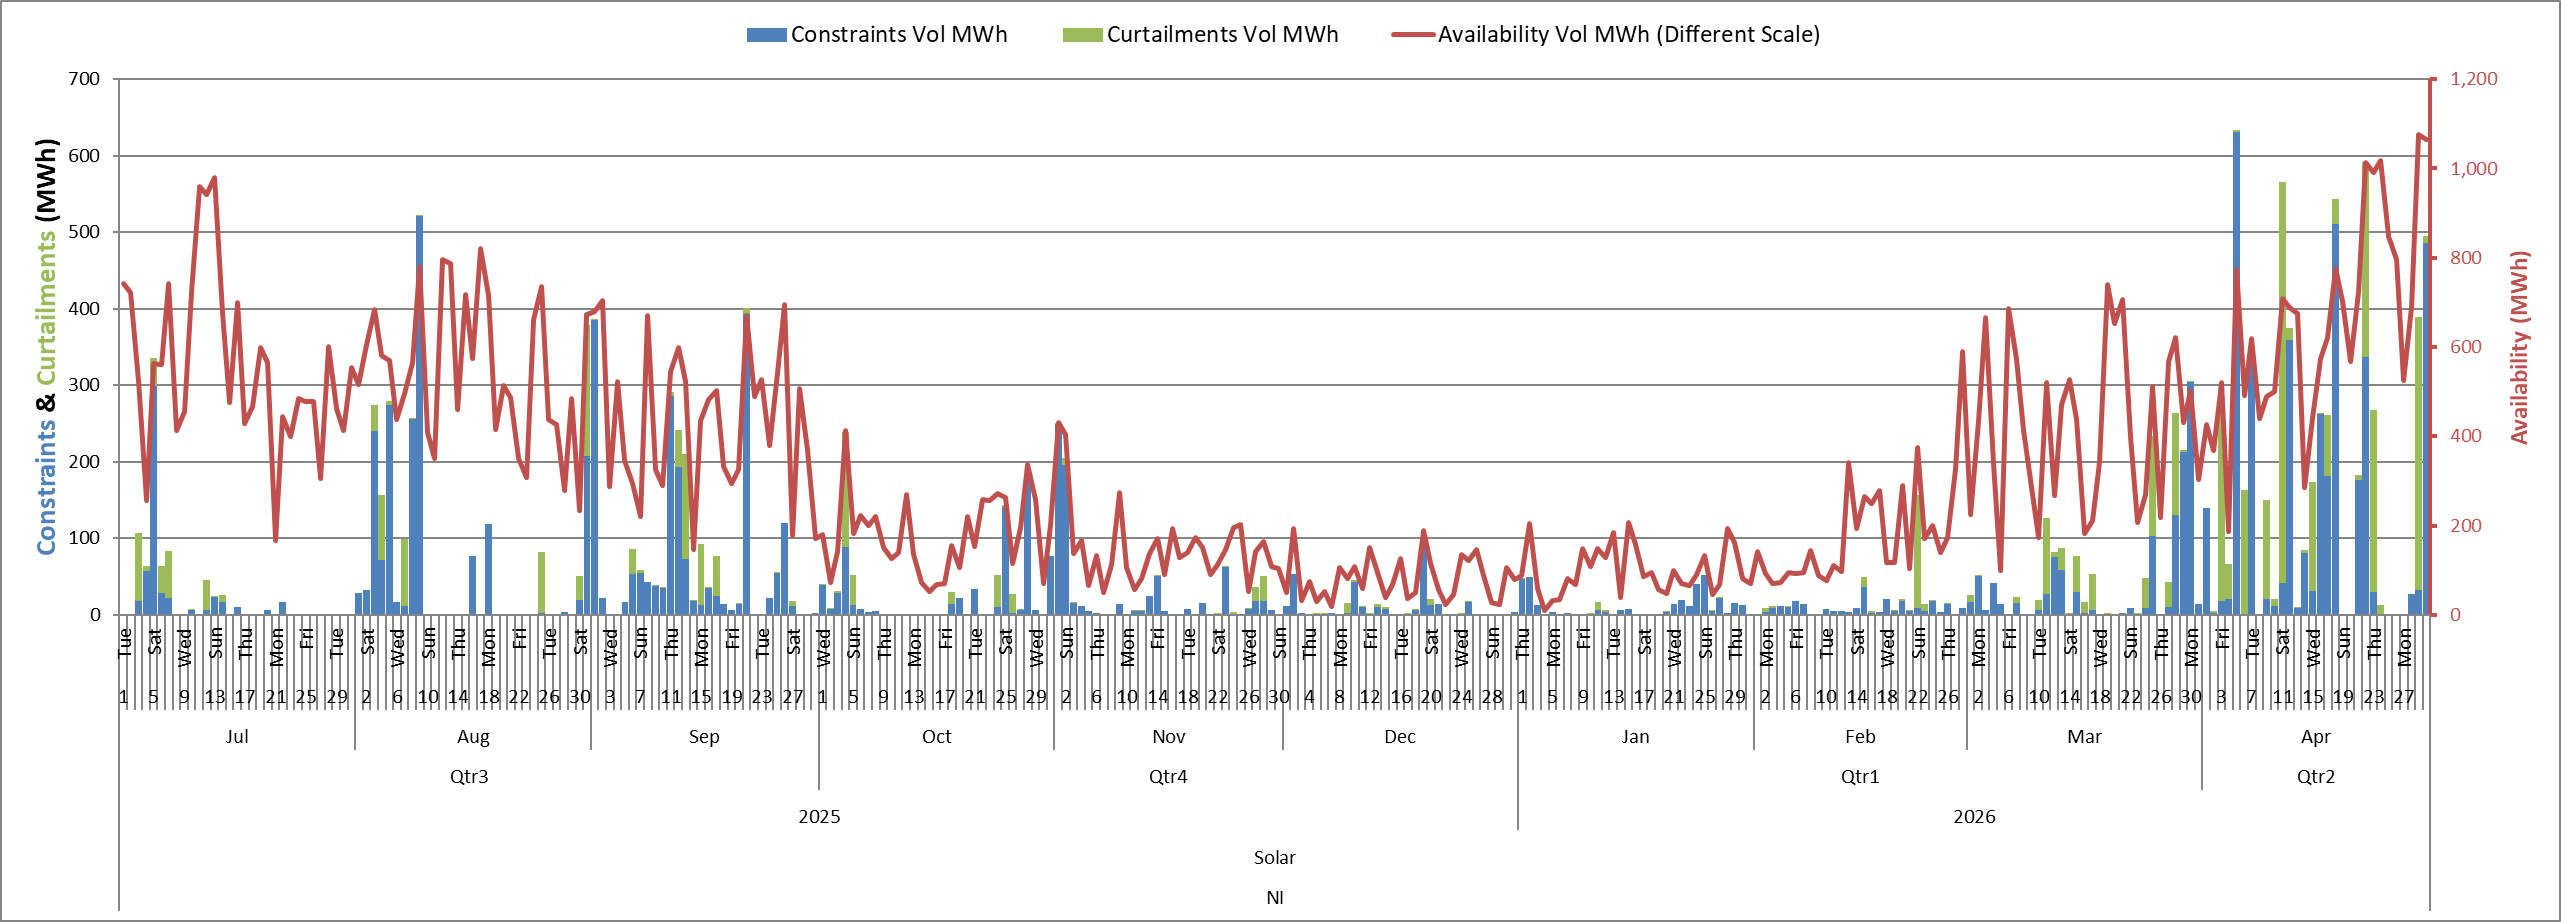 Constraints Vol MWh Curtailments Vol MWh Availability Vol MWh (Different Scale)
Constraints & Curtailments (MWh)
700
600
500
400
300
200
100
0
1,200
1,000
800
600
400
200
0
Availability (MWh)
Tue Sat Wed Sun Thu Mon Fri Tue Sat Wed Sun Thu Mon Fri Tue Sat Wed Sun Thu Mon Fri Tue Sat Wed Sun Thu Mon Fri Tue Sat Wed Sun Thu Mon Fri Tue Sat Wed Sun Thu Mon Fri Tue Sat Wed Sun Thu Mon Fri Tue Sat Wed Sun Thu Mon Fri Tue Sat Wed Sun Thu Mon Fri Tue Sat Wed Sun Thu Mon Fri Tue Sat Wed Sun Thu Mon
1 5 9 13 17 21 25 29 2 6 10 14 18 22 26 30 3 7 11 15 19 23 27 1 5 9 13 17 21 25 29 2 6 10 14 18 22 26 30 4 8 12 16 20 24 28 1 5 9 13 17 21 25 29 2 6 10 14 18 22 26 2 6 10 14 18 22 26 30 3 7 11 15 19 23 27
Jul Aug Sep Oct Nov Dec Jan Feb Mar Apr
Qtr3 Qtr4 Qtr1 Qtr2
2025 2026
Solar
NI